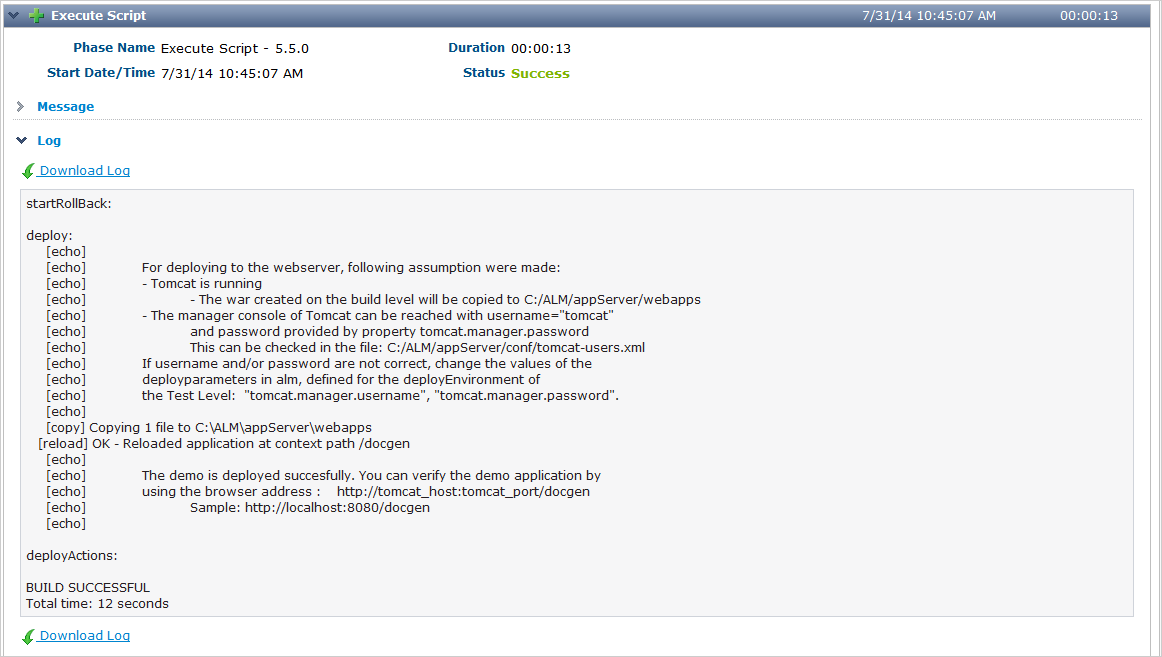 Execute Script 7/31/14 10:45:07 AM 00:00:13
Phase Name Execute Script - 5.5.0 Duration 00:00:13
Start Date/Time 7/31/14 10:45:07 AM Status Success
Message
Log
Download Log
startRollBack:
deploy:
[echo]
[echo] For deploying to the webserver, following assumption were made:
[echo] - Tomcat is running
[echo] - The war created on the build level will be copied to C:/ALM/appServer/webapps
[echo] - The manager console of Tomcat can be reached with username="tomcat"
[echo] and password provided by property tomcat.manager.password
[echo] This can be checked in the file: C:/ALM/appServer/conf/tomcat-users.xml
[echo] If username and/or password are not correct, change the values of the
[echo] deployparameters in alm, defined for the deployEnvironment of
[echo] the Test Level: "tomcat.manager.username", "tomcat.manager.password".
[echo]
[copy] Copying 1 file to C:\ALM\appServer\webapps
[reload] OK - Reloaded application at context path /docgen
[echo]
[echo] The demo is deployed succesfully. You can verify the demo application by
[echo] using the browser address : http://tomcat_host:tomcat_port/docgen
[echo] Sample: http://localhost:8080/docgen
[echo]
deployActions:
BUILD SUCCESSFUL
Total time: 12 seconds
Download Log